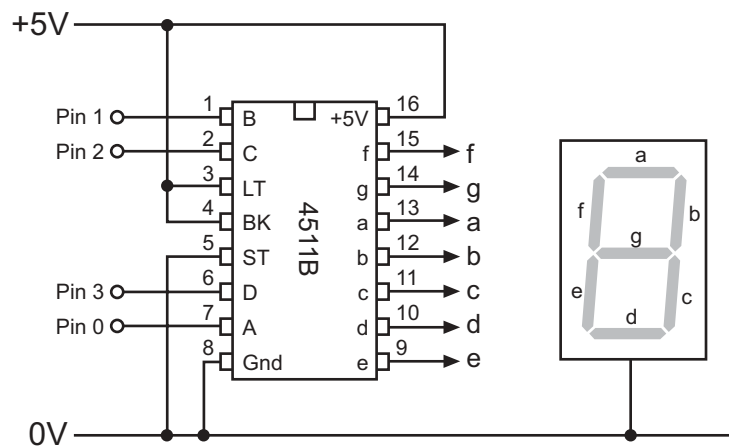 +5V
Pin 1 1 B +5V 16
Pin 2 2 C f 15 f
3 LT g 14 g
4 BK a 13 a
5 ST b 12 b
Pin 3 6 D c 11 c
Pin 0 7 A d 10 d
8 Gnd e 9 e
4511B
a
f b
g
e c
d
0V